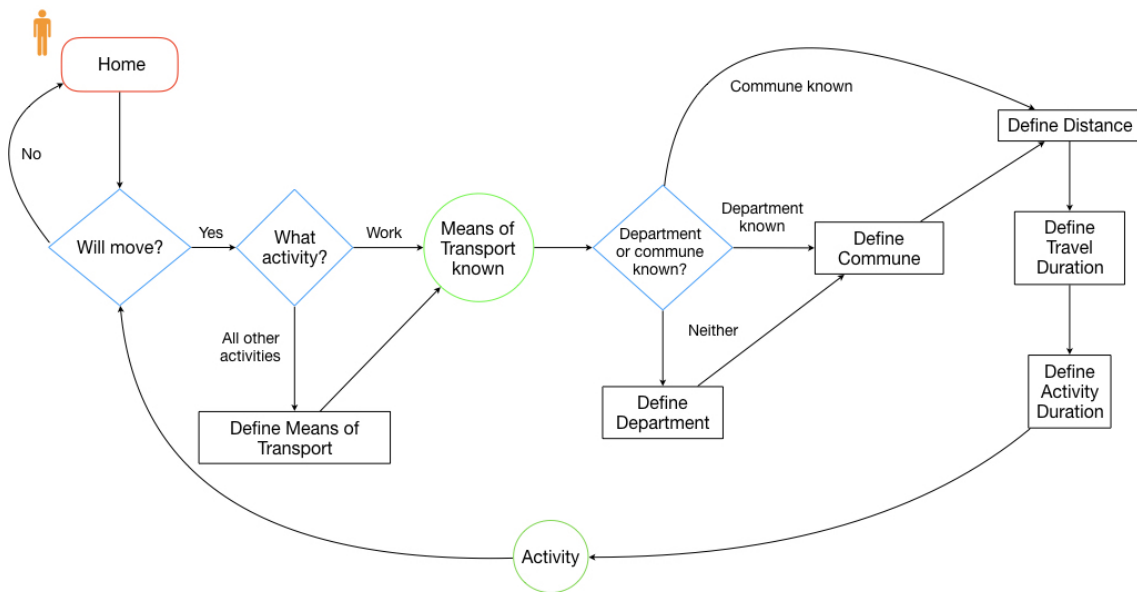 Home
No
Will move?
Yes
What
activity?
Work
All other
activities
Define Means of
Transport
Means of
Transport
known
Department
or commune
known?
Commune known
Department
known
Neither
Define
Department
Define
Commune
Define Distance
Define
Travel
Duration
Define
Activity
Duration
Activity